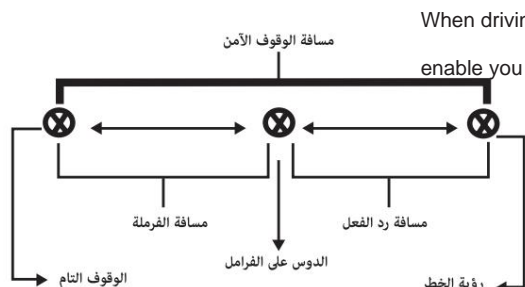 When drivin
enable you
مسافة الوقوف الآمن
مسافة رد الفعل
مسافة الفرملة
الدوس على الفرامل
رؤية الخطر
الوقوف التام